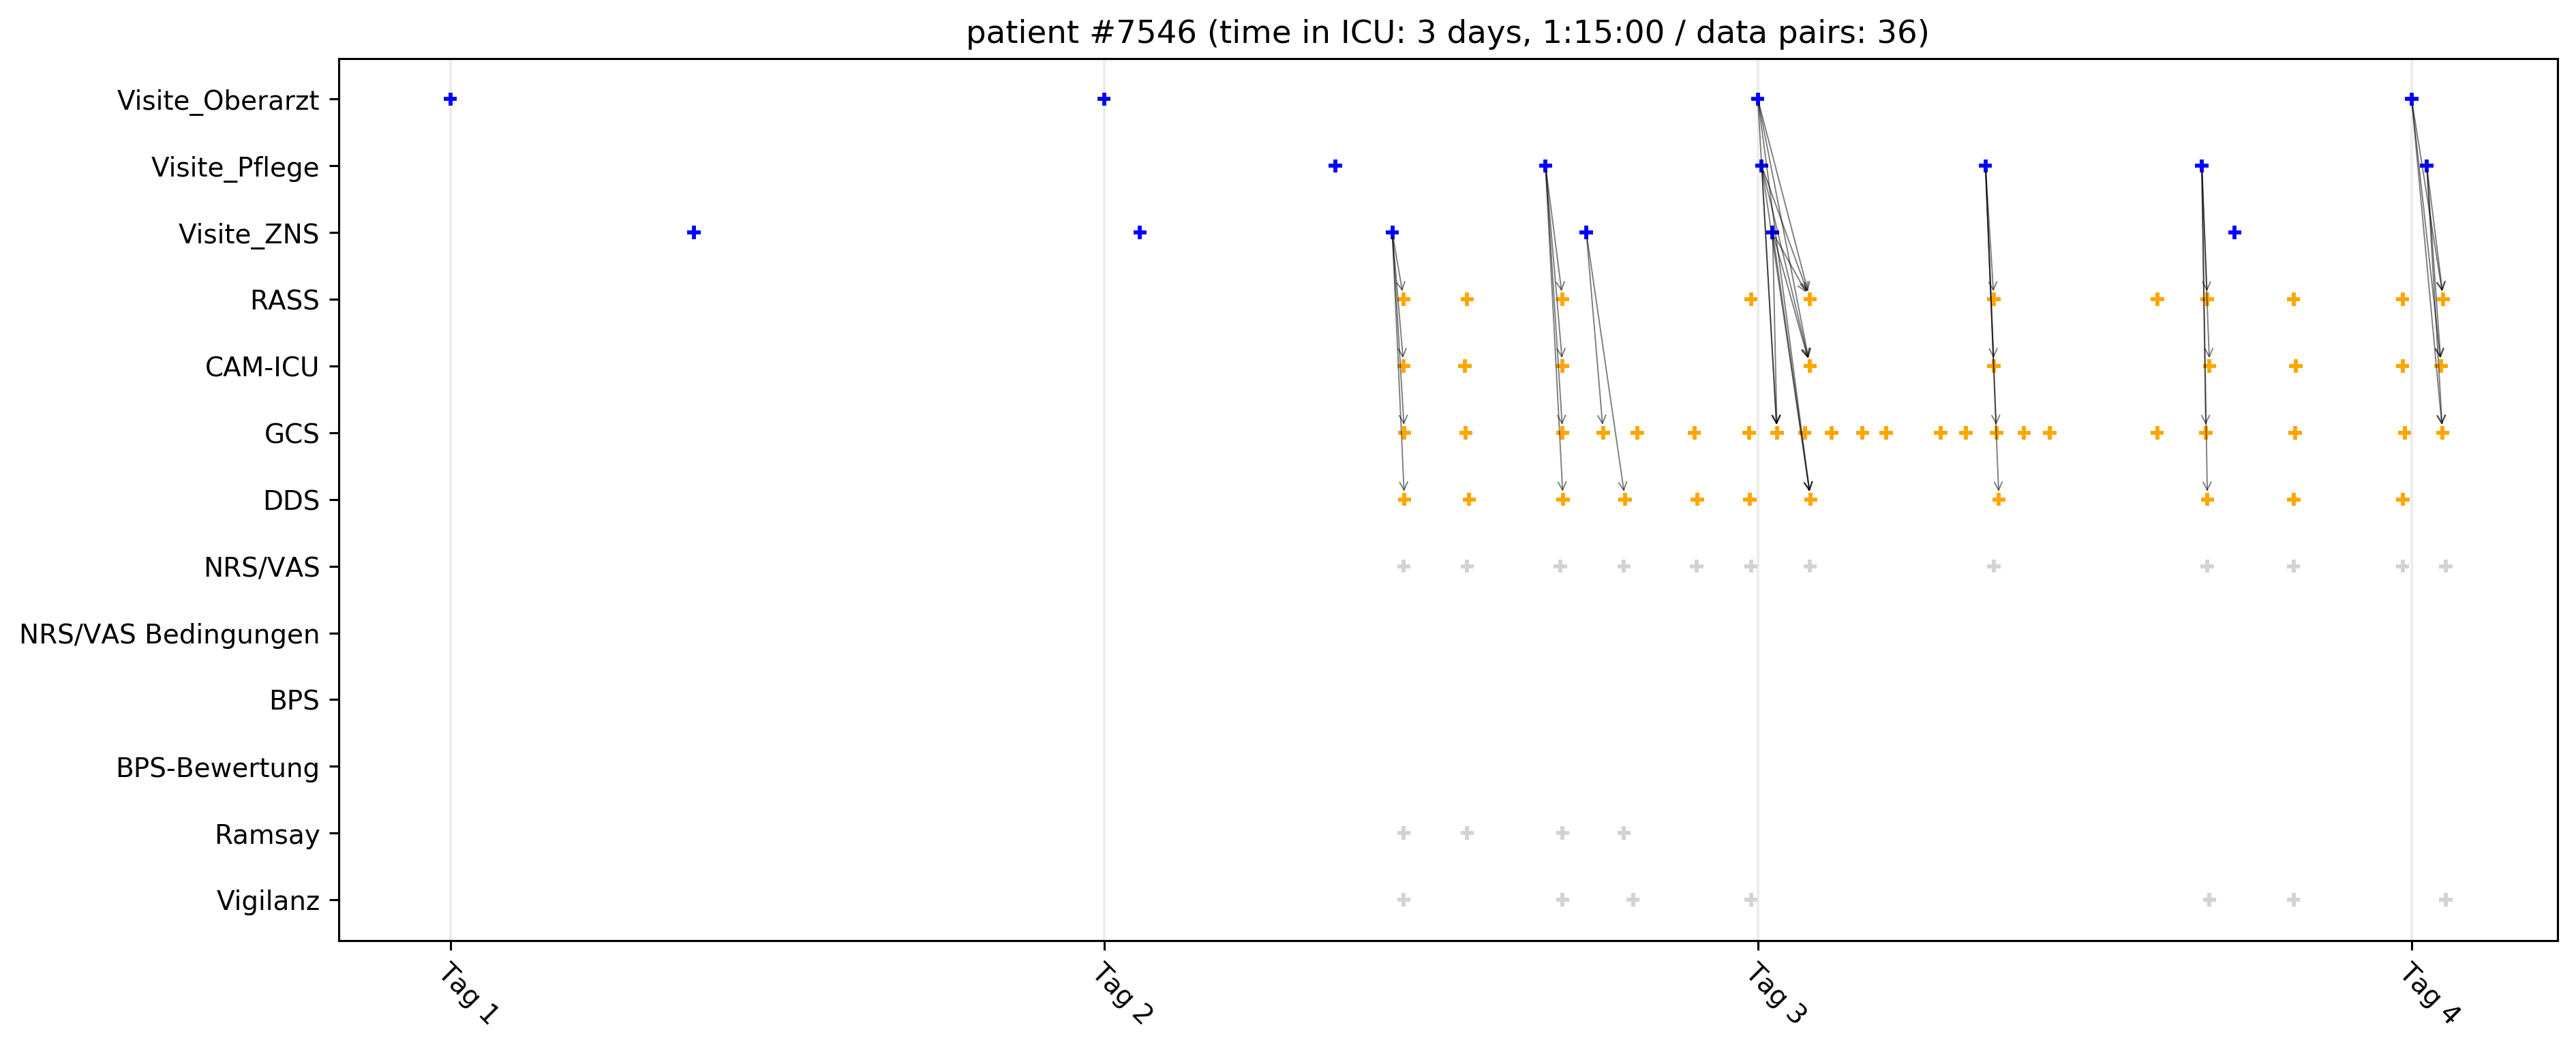 patient #7546 (time in ICU: 3 days, 1:15:00 / data pairs: 36)
Visite_Oberarzt
Visite_Pflege
Visite_ZNS
RASS
CAM-ICU
GCS
DDS
NRS/VAS
NRS/VAS Bedingungen
BPS
BPS-Bewertung
Ramsay
Vigilanz
Tag 1
Tag 2
Tag 3
Tag 4